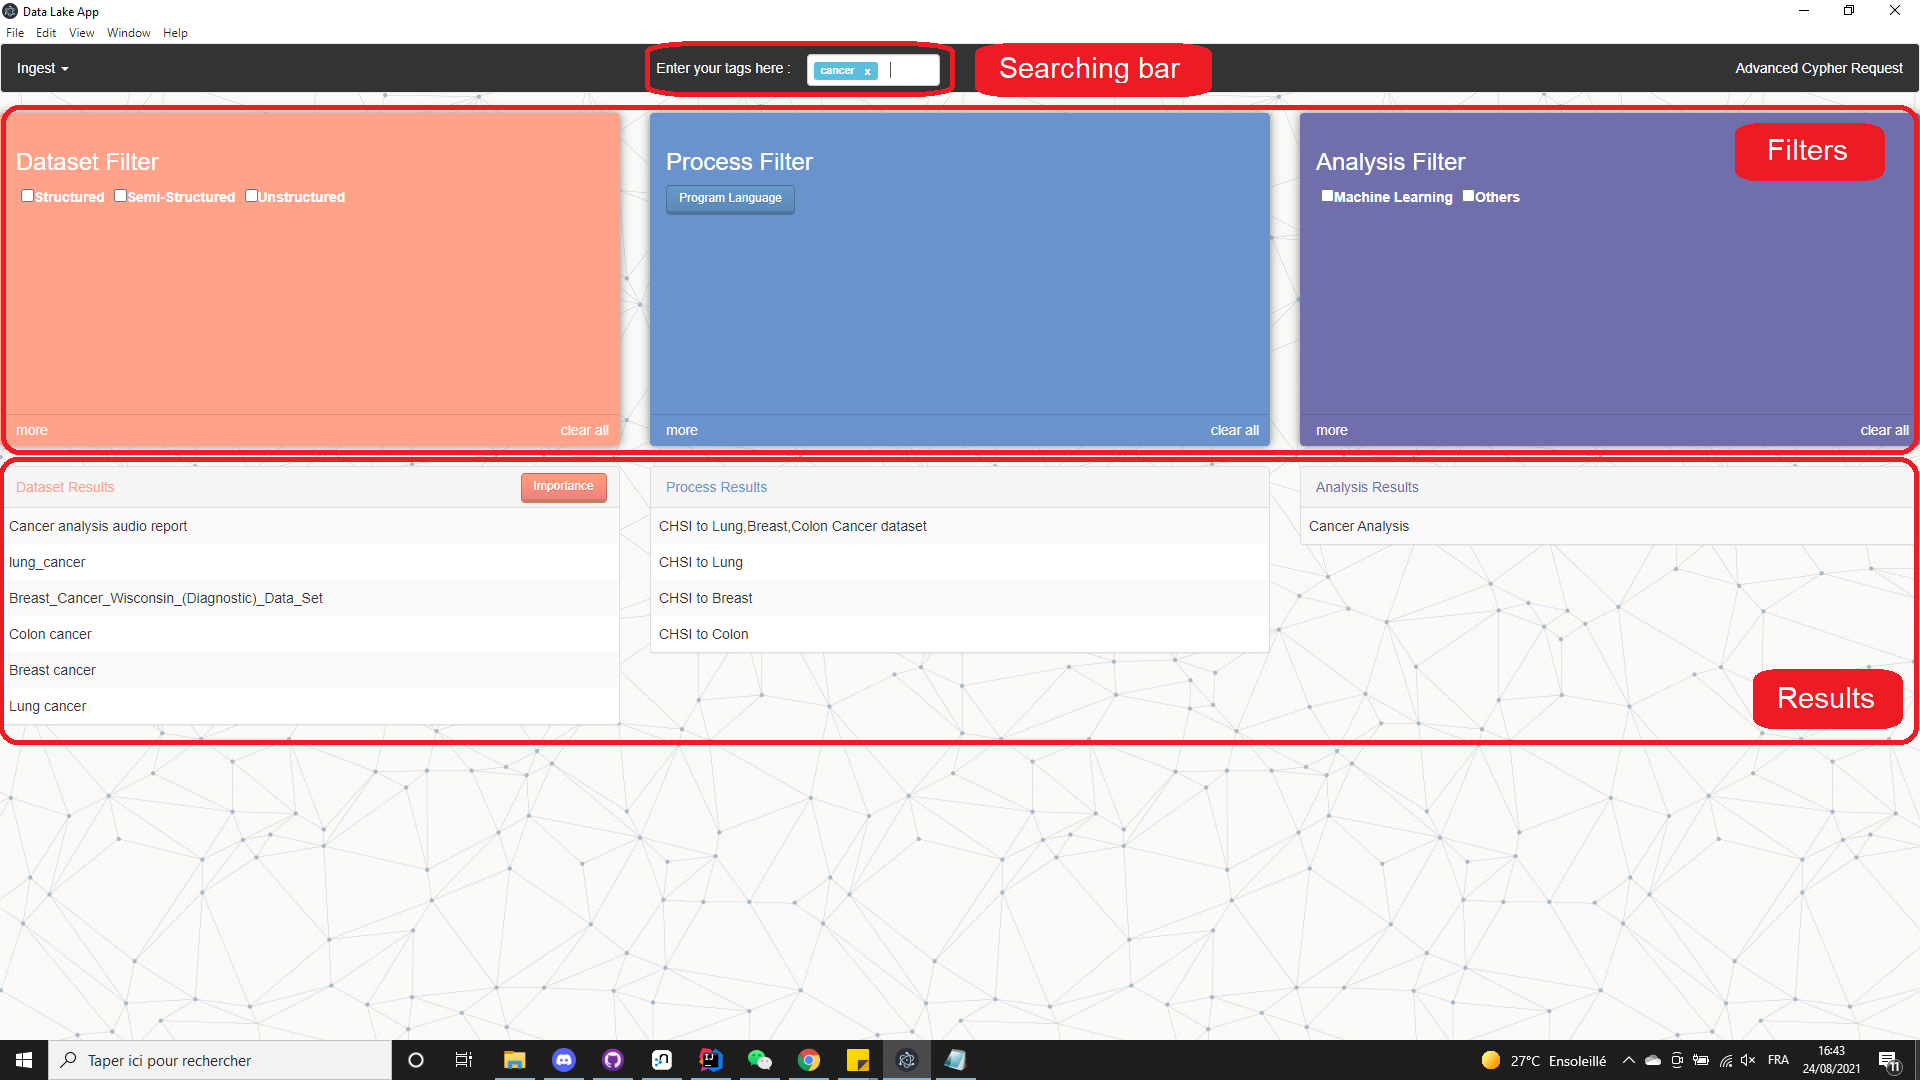 Data Lake App
File Edit View Window Help
Ingest
Enter your tags here :
cancer x
Searching bar
Advanced Cypher Request
Dataset Filter
Structured Semi-Structured Unstructured
more
clear all
Process Filter
Program Language
more
clear all
Analysis Filter
Filters
Machine Learning Others
more
clear all
Dataset Results
Importance
Cancer analysis audio report
lung_cancer
Breast_Cancer_Wisconsin_(Diagnostic)_Data_Set
Colon cancer
Breast cancer
Lung cancer
Process Results
CHSI to Lung,Breast,Colon Cancer dataset
CHSI to Lung
CHSI to Breast
CHSI to Colon
Analysis Results
Cancer Analysis
Results
Taper ici pour rechercher
27°C Ensoleillé
FRA
16:43
24/08/2021
11